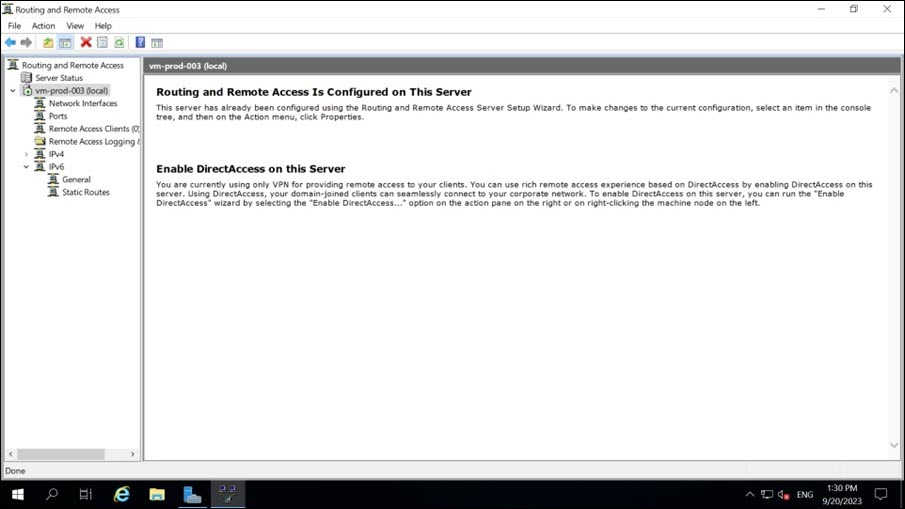 Routing and Remote Access
File Action View Help
Routing and Remote Access
Server Status
vm-prod-003 (local)
Network Interfaces
Ports
Remote Access Clients (0)
Remote Access Logging &
IPv4
IPv6
General
Static Routes
vm-prod-003 (local)
Routing and Remote Access Is Configured on This Server
This server has already been configured using the Routing and Remote Access Server Setup Wizard. To make changes to the current configuration, select an item in the console
tree, and then on the Action menu, click Properties.
Enable DirectAccess on this Server
You are currently using only VPN for providing remote access to your clients. You can use rich remote access experience based on DirectAccess by enabling DirectAccess on this
server. Using DirectAccess, your domain-joined clients can seamlessly connect to your corporate network. To enable DirectAccess on this server, you can run the "Enable
DirectAccess" wizard by selecting the "Enable DirectAccess..." option on the action pane on the right or on right-clicking the machine node on the left.
Done
ENG
1:30 PM
9/20/2023